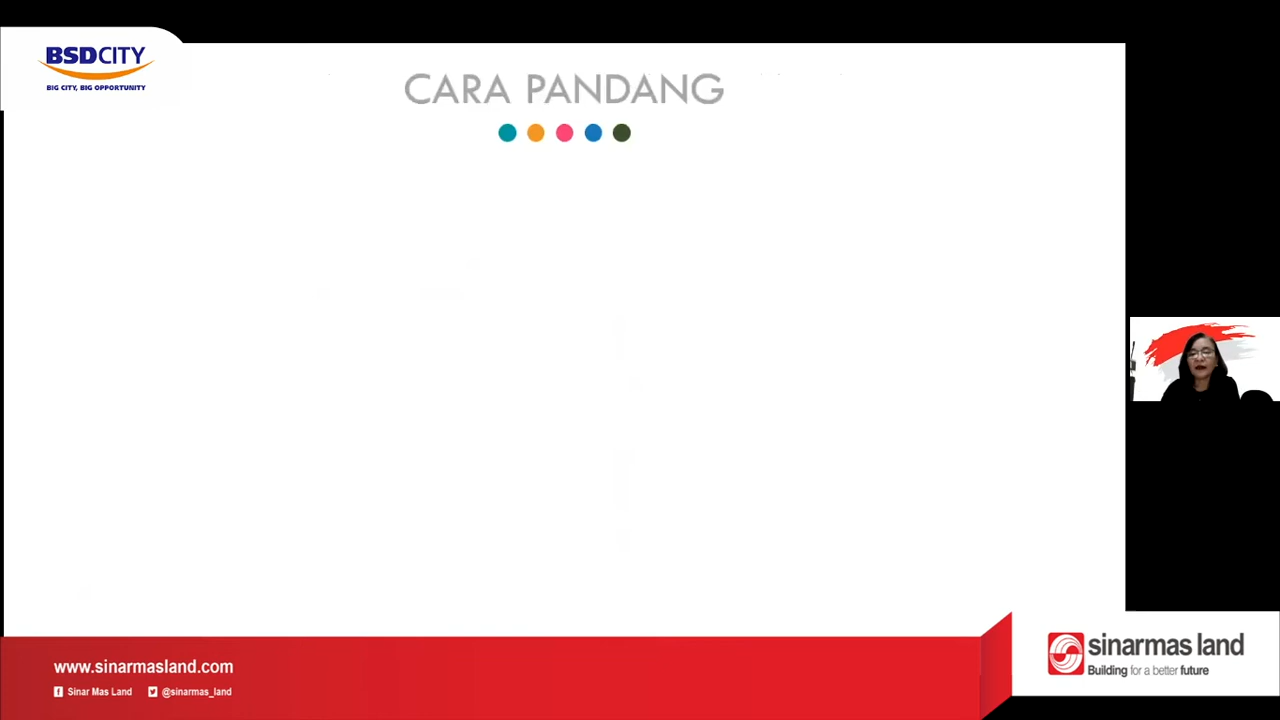 BSDCITY
BIG CITY, BIG OPPORTUNITY
CARA PANDANG
www.sinarmasland.com
Sinar Mas Land @sinarmas_land
sinarmas land
Building for a better future